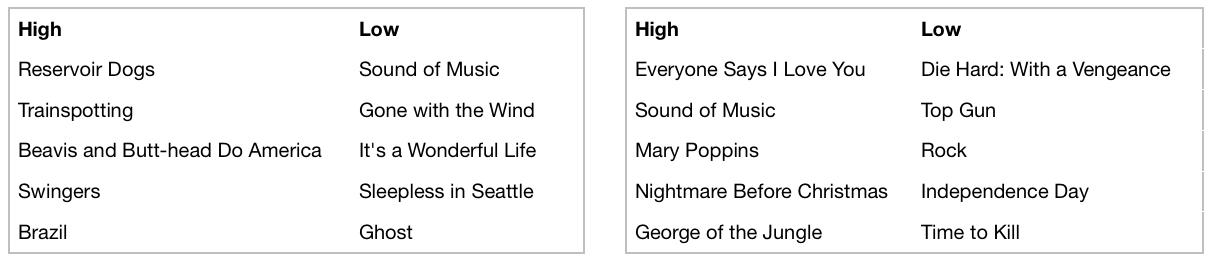 High Low
Reservoir Dogs Sound of Music
Trainspotting Gone with the Wind
Beavis and Butt-head Do America It's a Wonderful Life
Swingers Sleepless in Seattle
Brazil Ghost
High Low
Everyone Says I Love You Die Hard: With a Vengeance
Sound of Music Top Gun
Mary Poppins Rock
Nightmare Before Christmas Independence Day
George of the Jungle Time to Kill